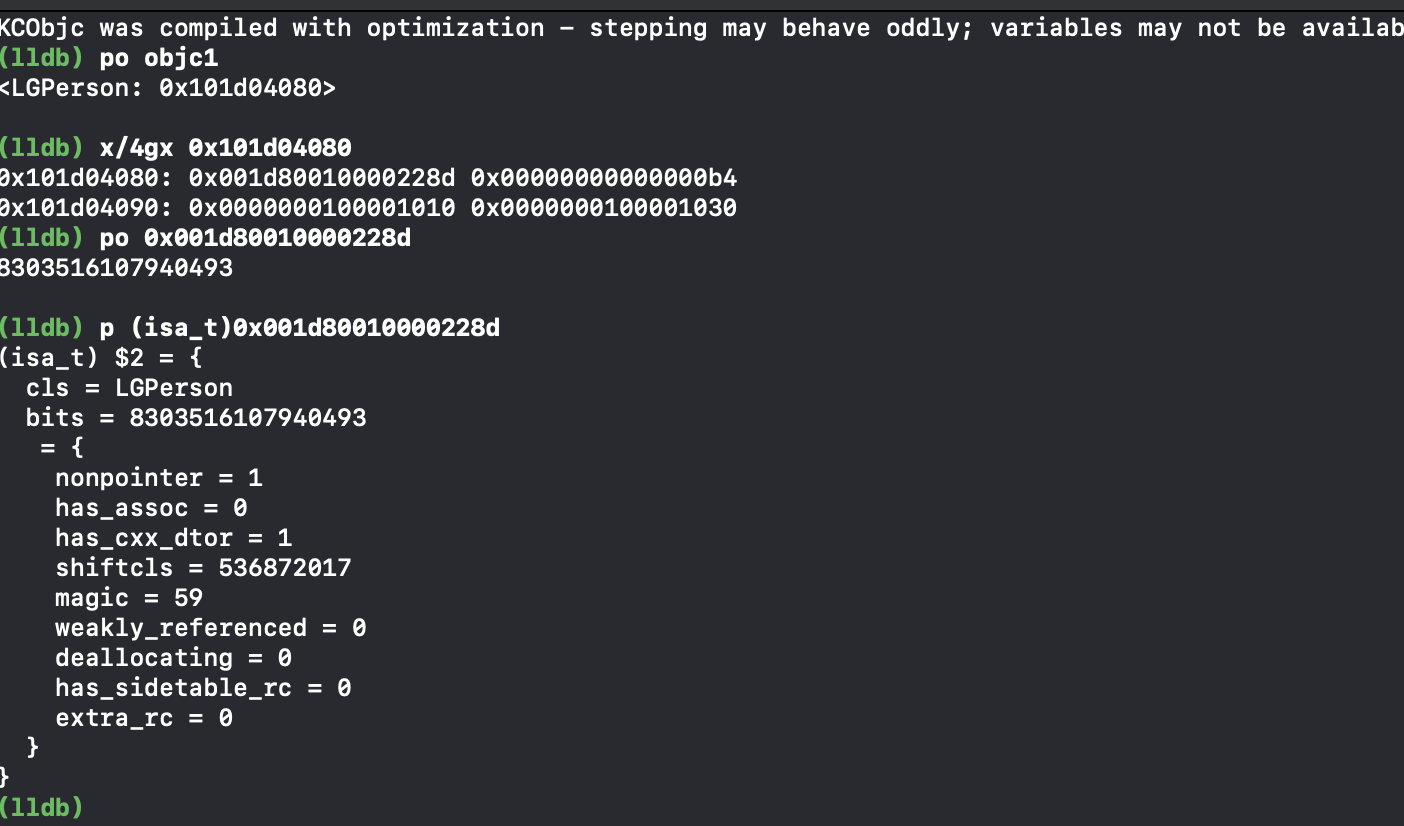 KCObjc was compiled with optimization – stepping may behave oddly; variables may not be availab
(lldb) po objc1
<LGPerson: 0x101d04080>
(lldb) x/4gx 0x101d04080
0x101d04080: 0x001d80010000228d 0x00000000000000b4
0x101d04090: 0x0000000100001010 0x0000000100001030
(lldb) po 0x001d80010000228d
8303516107940493
(lldb) p (isa_t)0x001d80010000228d
(isa_t) $2 = {
  cls = LGPerson
  bits = 8303516107940493
   = {
    nonpointer = 1
    has_assoc = 0
    has_cxx_dtor = 1
    shiftcls = 536872017
    magic = 59
    weakly_referenced = 0
    deallocating = 0
    has_sidetable_rc = 0
    extra_rc = 0
  }
}
(lldb)